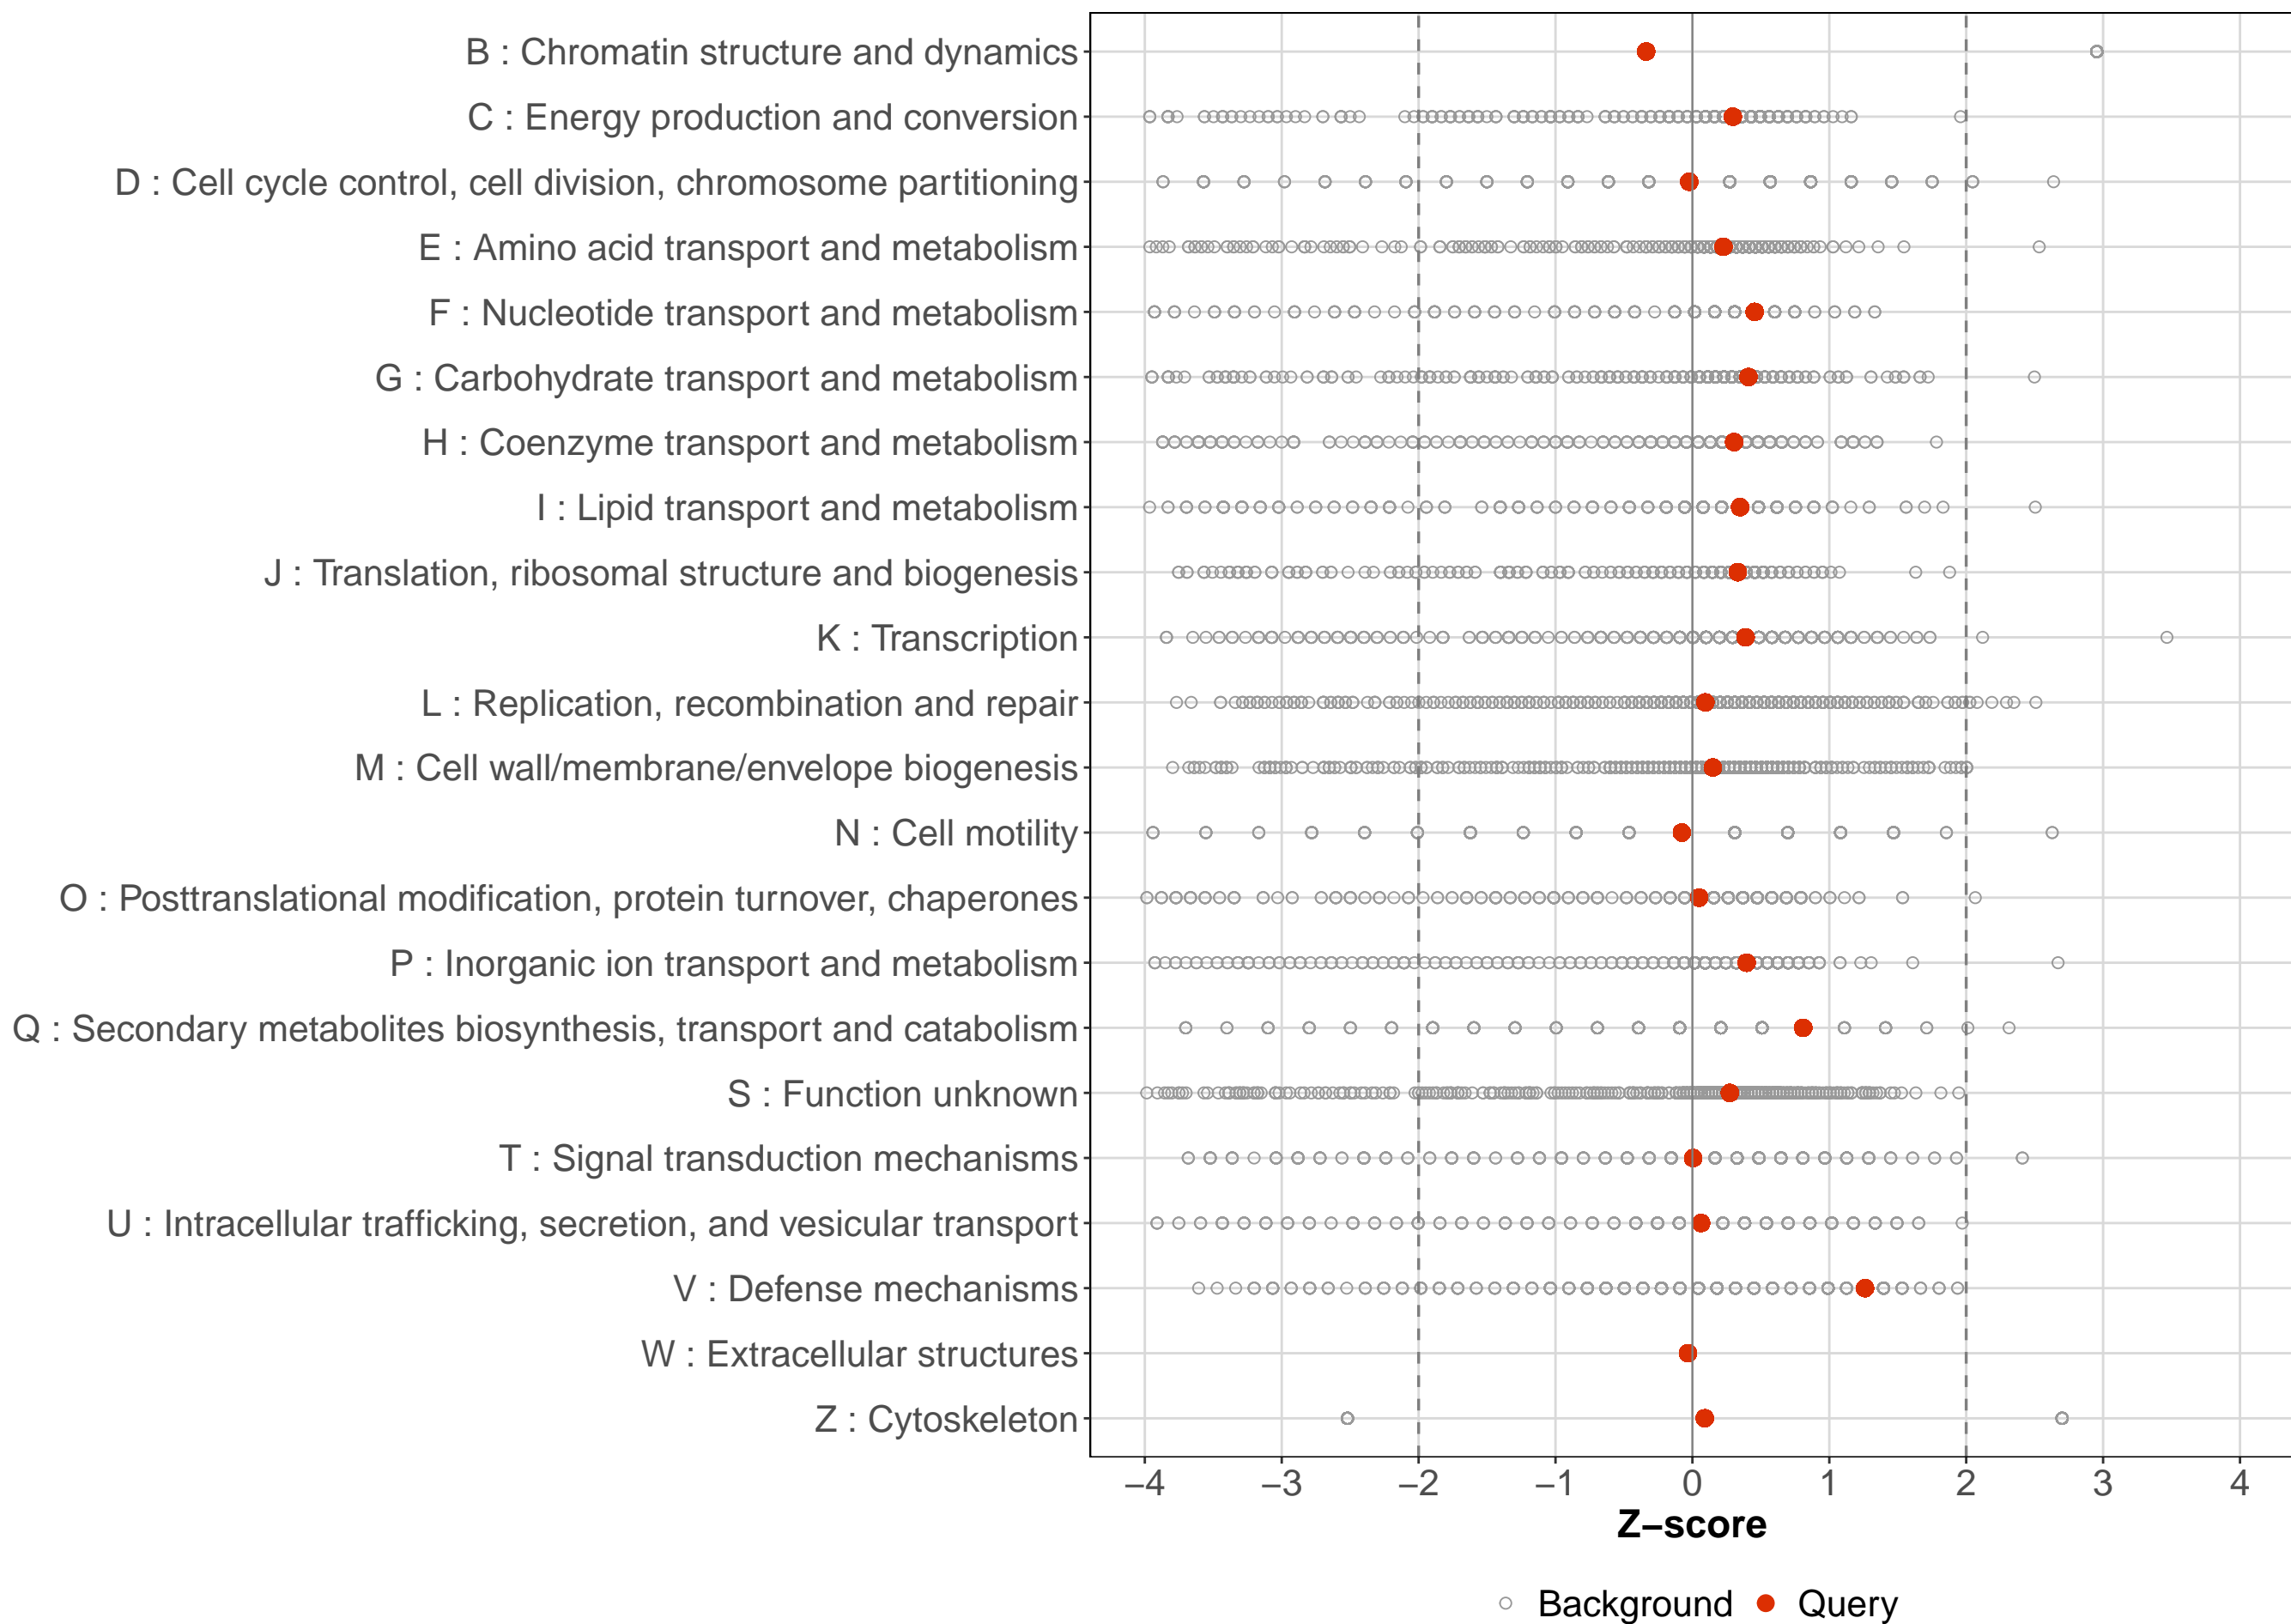 B : Chromatin structure and dynamics
C : Energy production and conversion
D : Cell cycle control, cell division, chromosome partitioning
E : Amino acid transport and metabolism
F : Nucleotide transport and metabolism
G : Carbohydrate transport and metabolism
H : Coenzyme transport and metabolism
I : Lipid transport and metabolism
J : Translation, ribosomal structure and biogenesis
K : Transcription
L : Replication, recombination and repair
M : Cell wall/membrane/envelope biogenesis
N : Cell motility
O : Posttranslational modification, protein turnover, chaperones
P : Inorganic ion transport and metabolism
Q : Secondary metabolites biosynthesis, transport and catabolism
S : Function unknown
T : Signal transduction mechanisms
U : Intracellular trafficking, secretion, and vesicular transport
V : Defense mechanisms
W : Extracellular structures
Z : Cytoskeleton
−4 −3 −2 −1 0 1 2 3 4
Z−score
Background Query